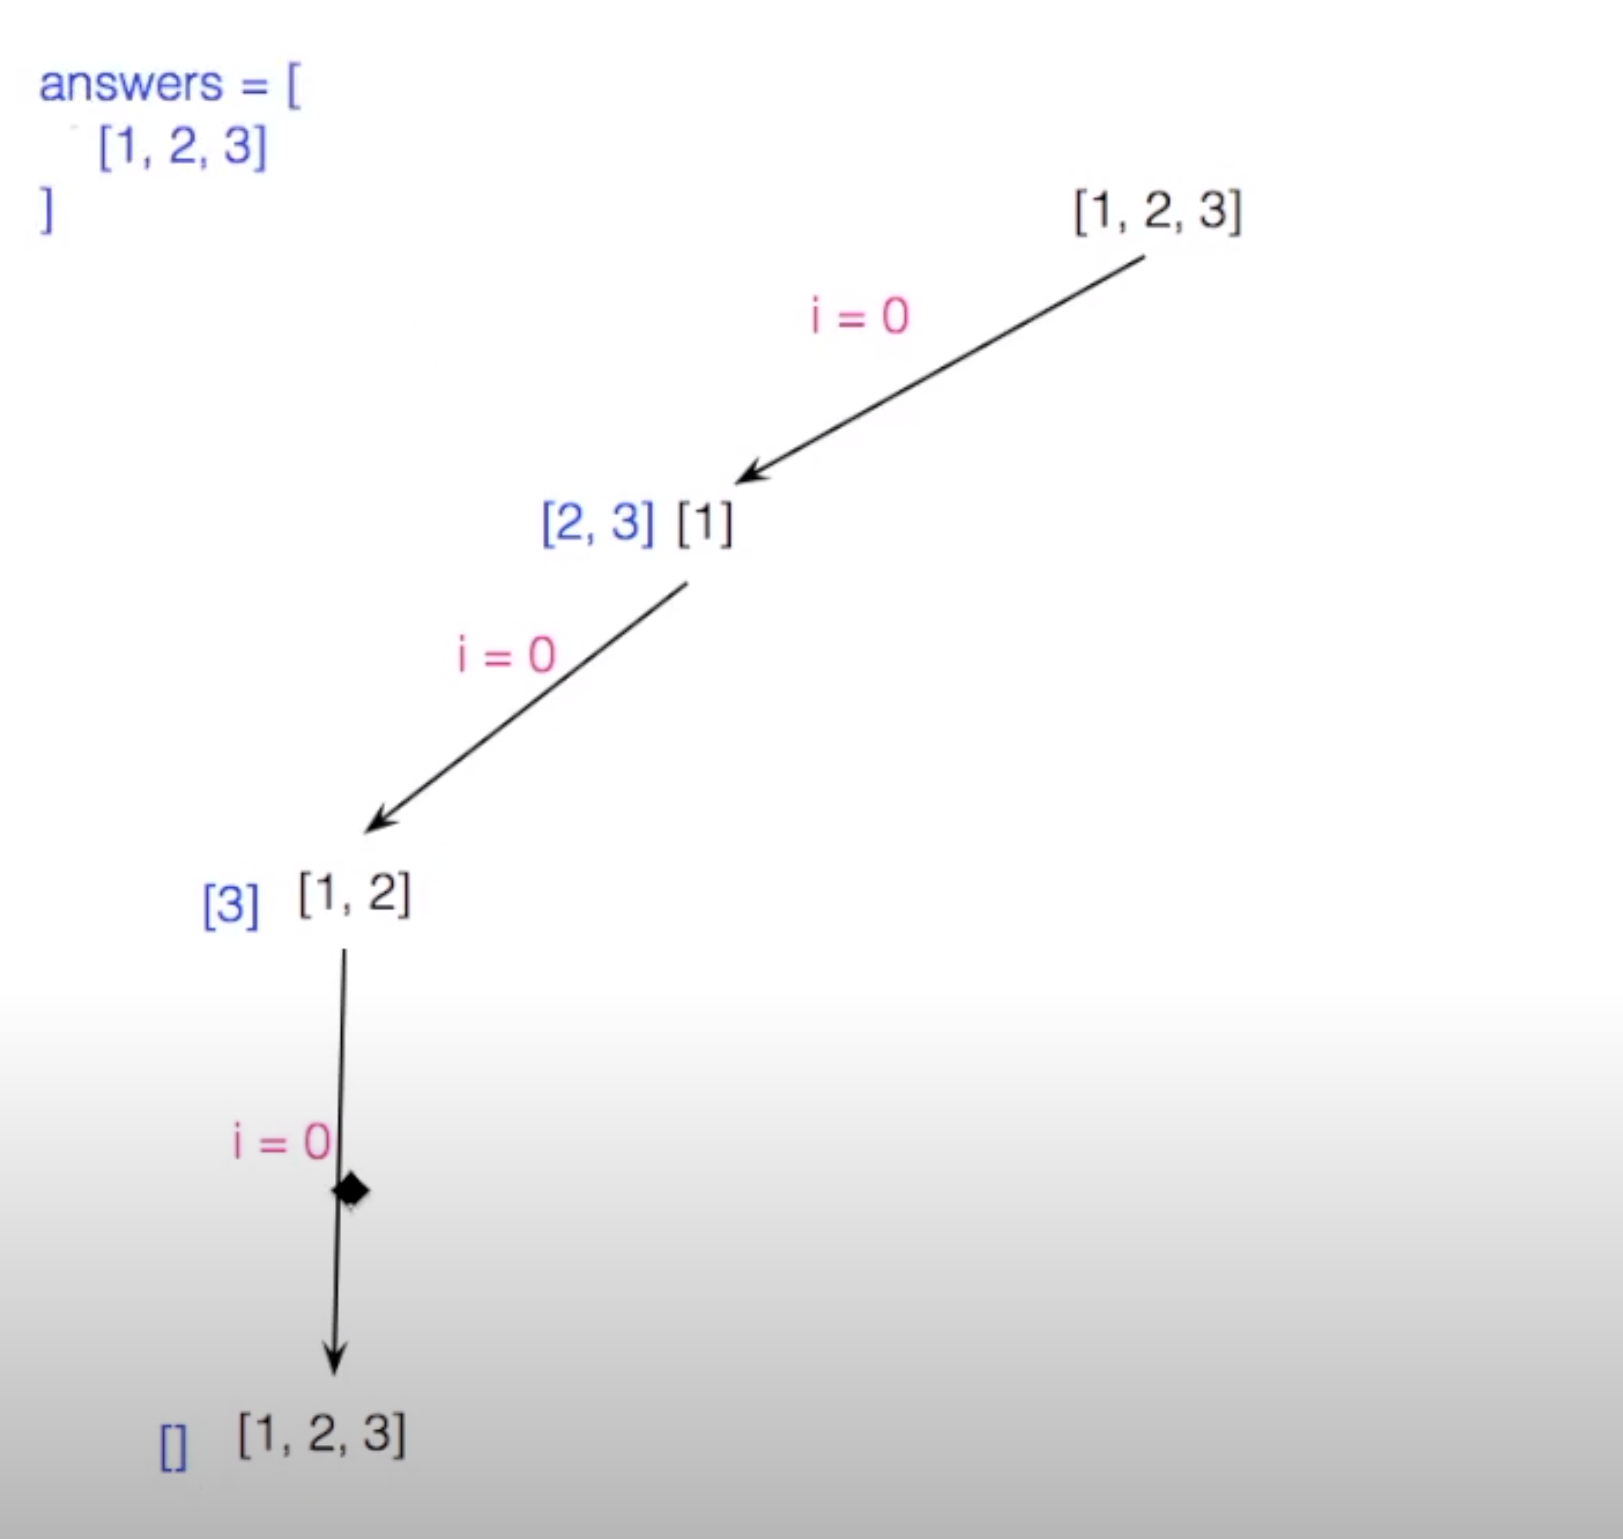 answers = [
[1, 2, 3]
]
[1, 2, 3]
i = 0
[2, 3] [1]
i = 0
[3] [1, 2]
i = 0
[] [1, 2, 3]